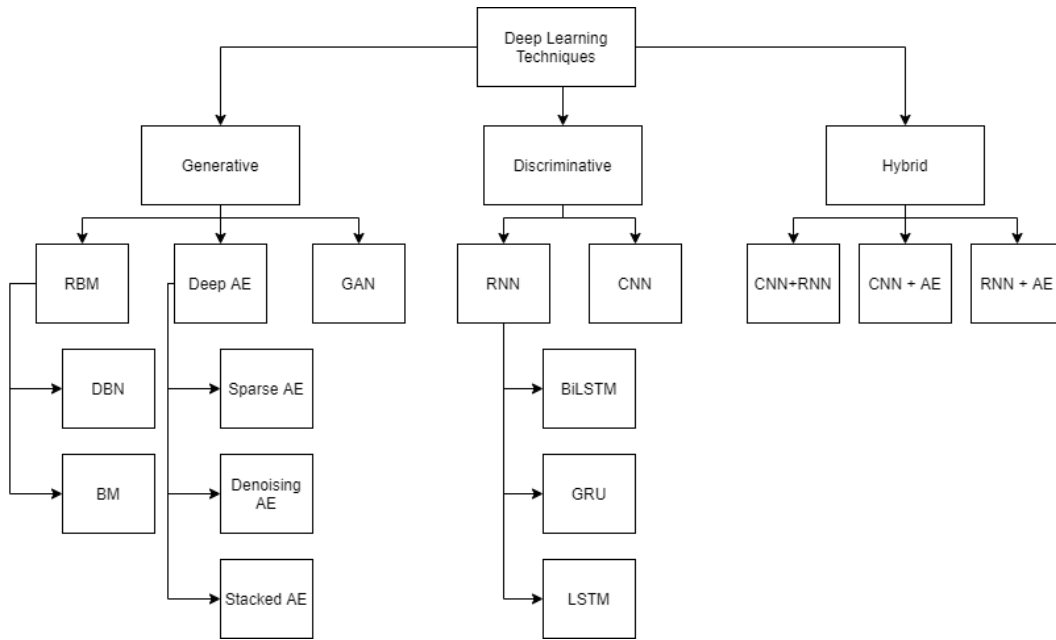 Deep Learning
Techniques
Generative
Discriminative
Hybrid
RBM
Deep AE
GAN
RNN
CNN
CNN+RNN
CNN + AE
RNN + AE
DBN
Sparse AE
BiLSTM
BM
Denoising
AE
GRU
Stacked AE
LSTM